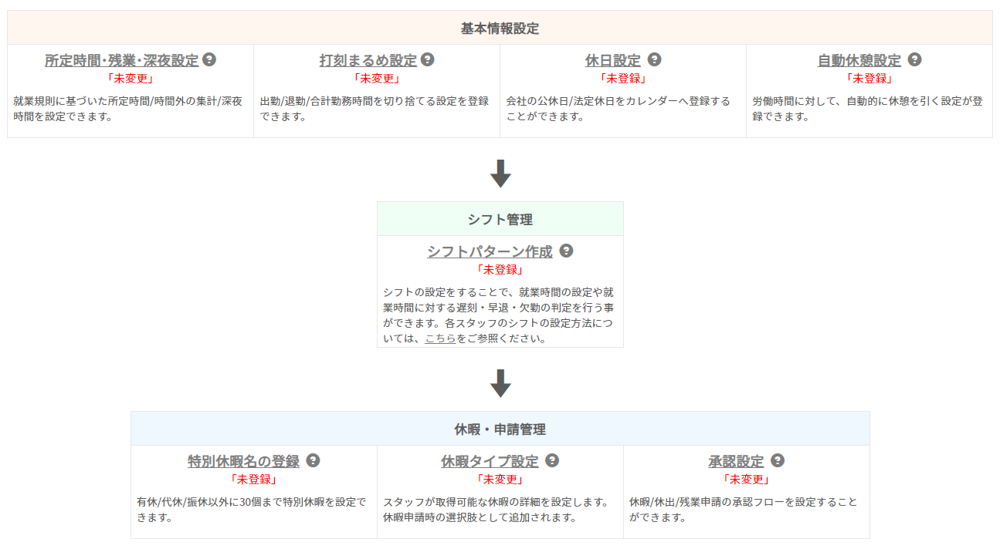 基本情報設定
所定時間･残業･深夜設定 ?
「未変更」
就業規則に基づいた所定時間/時間外の集計/深夜
時間を設定できます。
打刻まるめ設定 ?
「未変更」
出勤/退勤/合計勤務時間を切り捨てる設定を登録
できます。
休日設定 ?
「未登録」
会社の公休日/法定休日をカレンダーへ登録する
ことができます。
自動休憩設定 ?
「未登録」
労働時間に対して、自動的に休憩を引く設定が登
録できます。
シフト管理
シフトパターン作成 ?
「未登録」
シフトの設定をすることで、就業時間の設定や就
業時間に対する遅刻・早退・欠勤の判定を行う事
ができます。各スタッフのシフトの設定方法につ
いては、こちらをご参照ください。
休暇・申請管理
特別休暇名の登録 ?
「未登録」
有休/代休/振休以外に30個まで特別休暇を設定で
きます。
休暇タイプ設定 ?
「未変更」
スタッフが取得可能な休暇の詳細を設定します。
休暇申請時の選択肢として追加されます。
承認設定 ?
「未変更」
休暇/休出/残業申請の承認フローを設定すること
ができます。